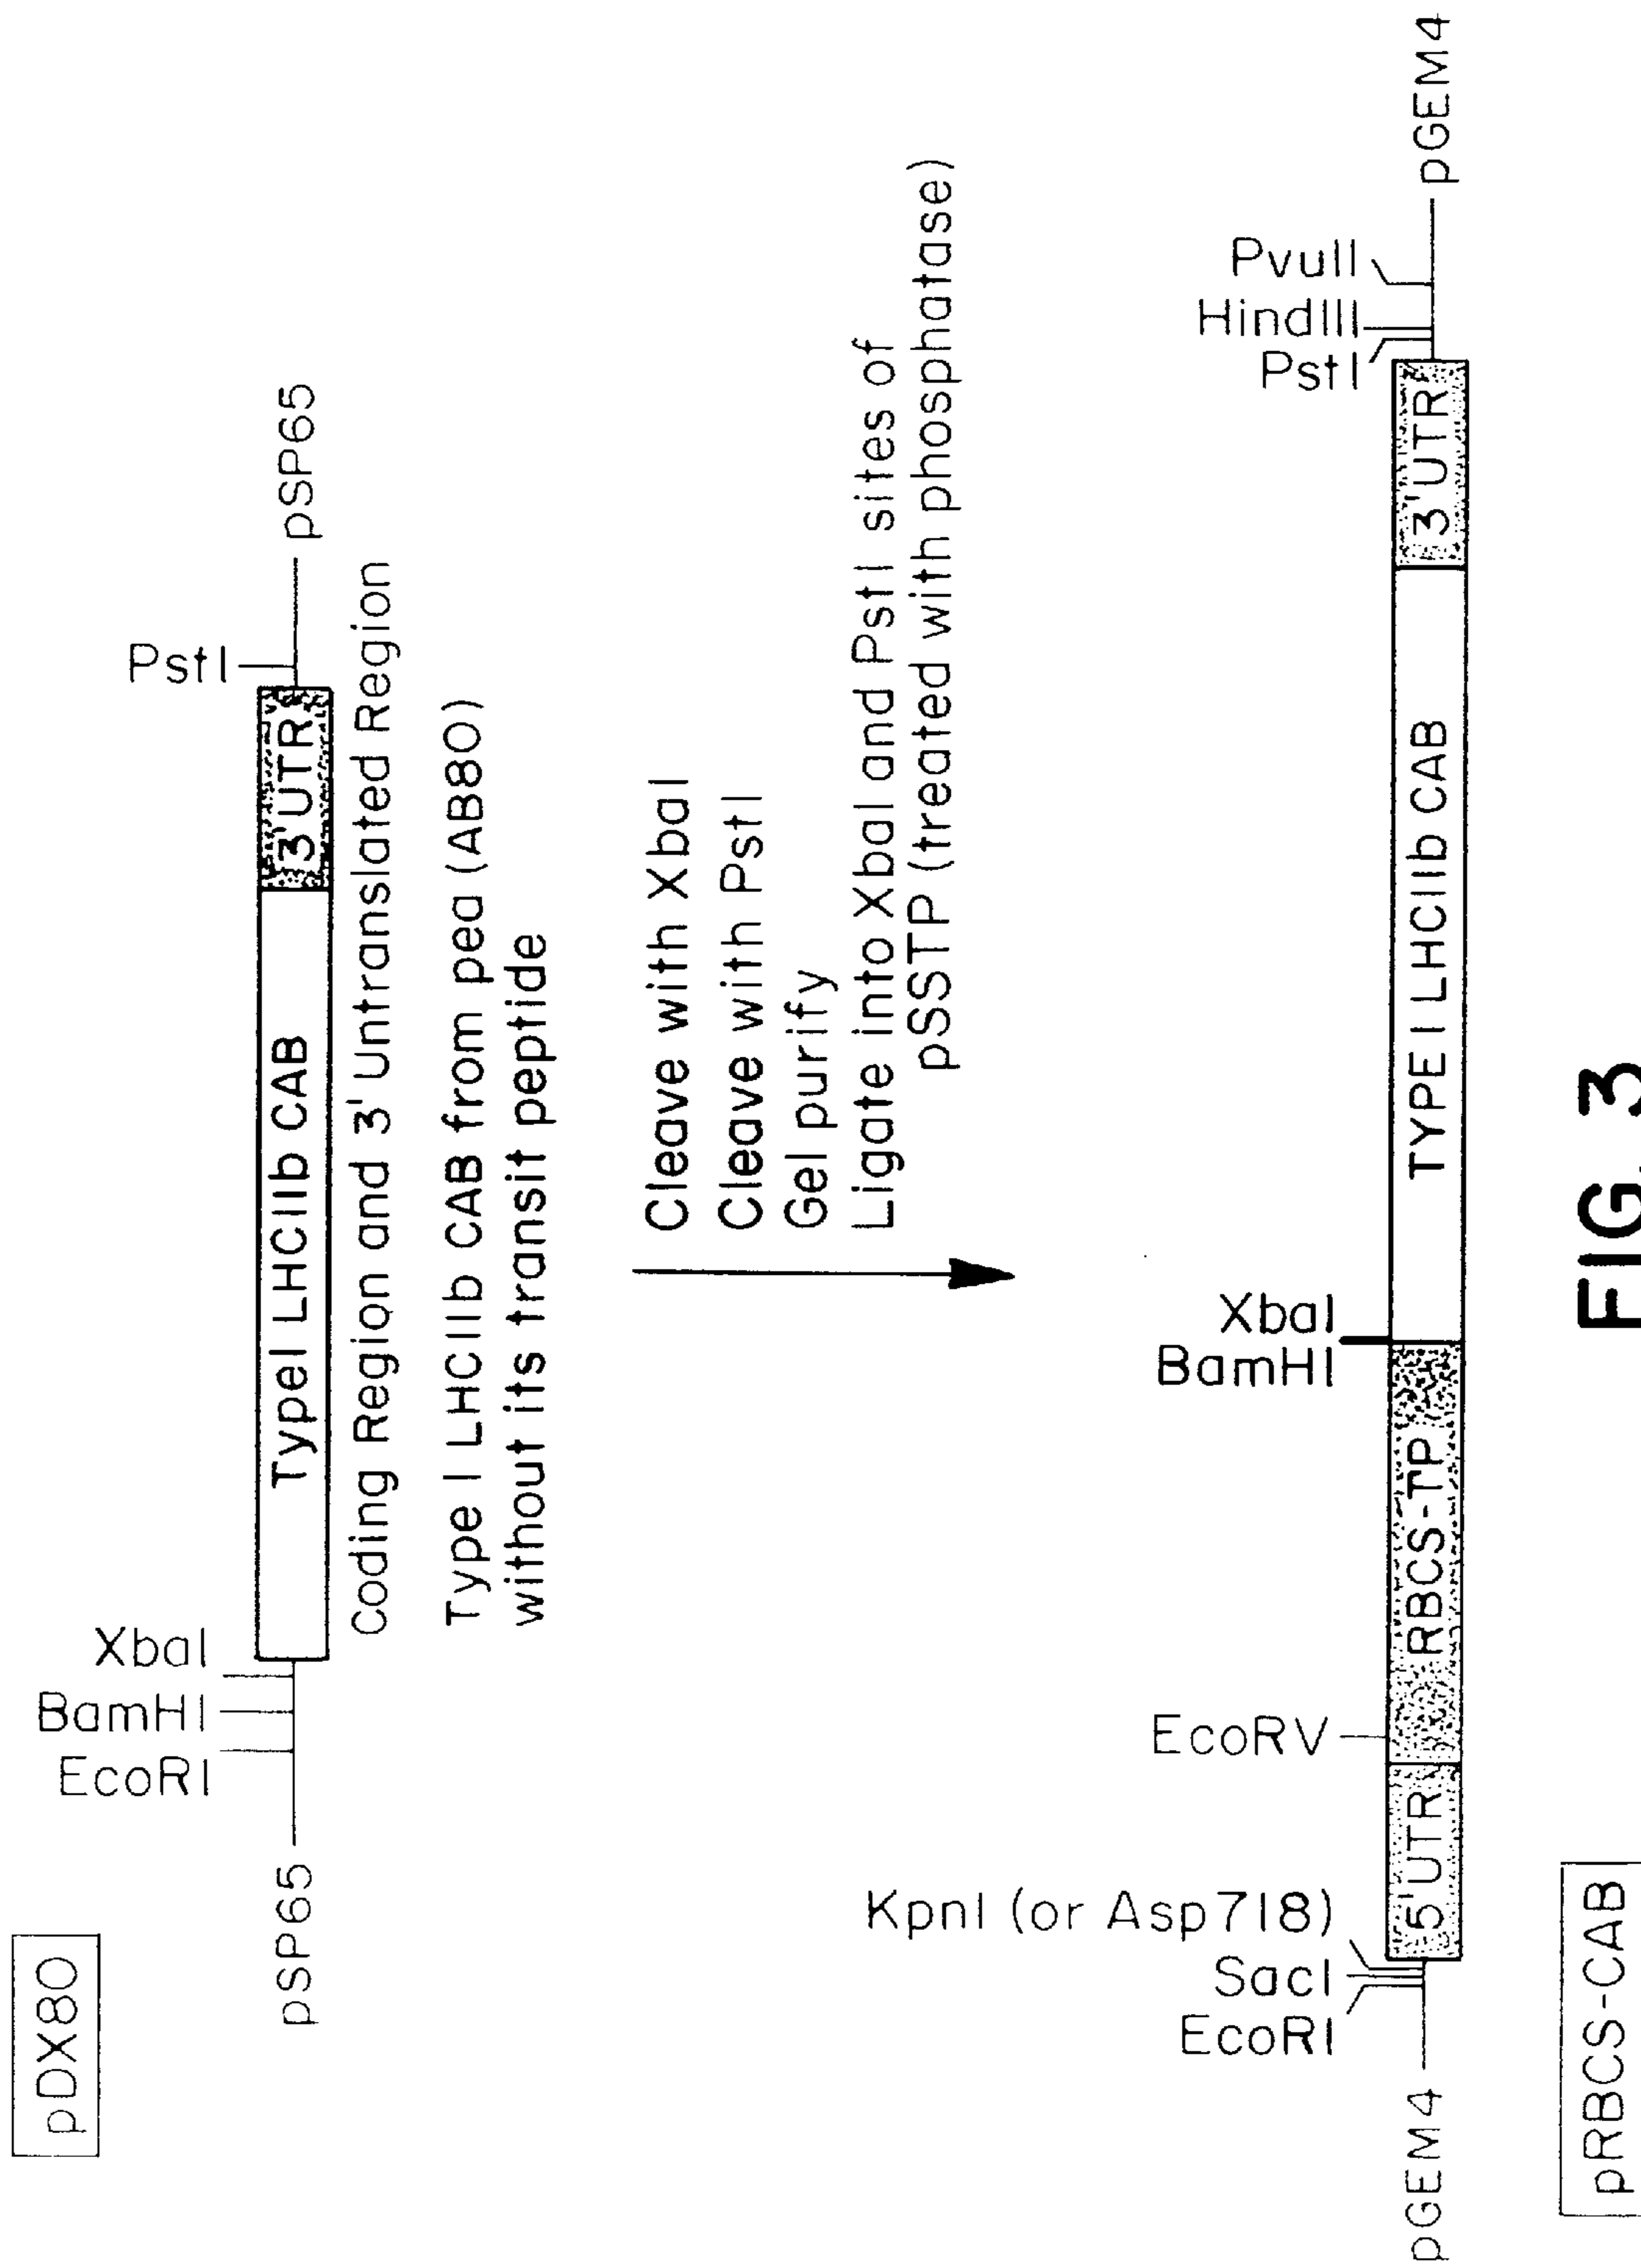 pDX80
EcoRI
BamHI
XbaI
PstI
pSP65
TypeI LHCIIb CAB
3'UTR
pSP65
Coding Region and 3' Untranslated Region
Type I LHCIIb CAB from pea (AB80)
without its transit peptide
Cleave with XbaI
Cleave with PstI
Gel purify
Ligate into XbaI and PstI sites of
pSSTP (treated with phosphatase)
KpnI (or Asp718)
SacI
EcoRI
EcoRV
BamHI
XbaI
PstI
HindIII
PvuII
pGEM4
5'UTR
RBCS-TP
TYPE I LHCIIb CAB
3'UTR
pGEM4
pRBCS-CAB
FIG. 3